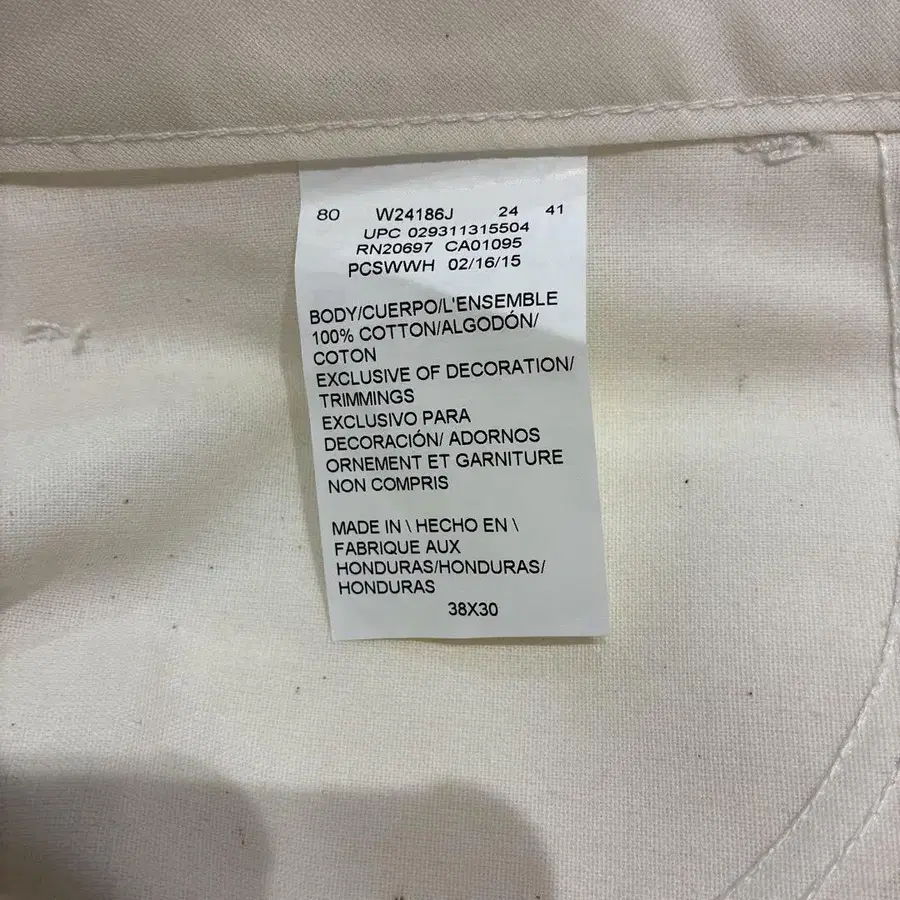 80 W24186J 24 41
UPC 029311315504
RN20697 CA01095
PCSWWH 02/16/15
BODY/CUERPO/L'ENSEMBLE
100% COTTON/ALGODÓN/
COTON
EXCLUSIVE OF DECORATION/
TRIMMINGS
EXCLUSIVO PARA
DECORACIÓN/ ADORNOS
ORNEMENT ET GARNITURE
NON COMPRIS
MADE IN \ HECHO EN \
FABRIQUE AUX
HONDURAS/HONDURAS/
HONDURAS
38X30